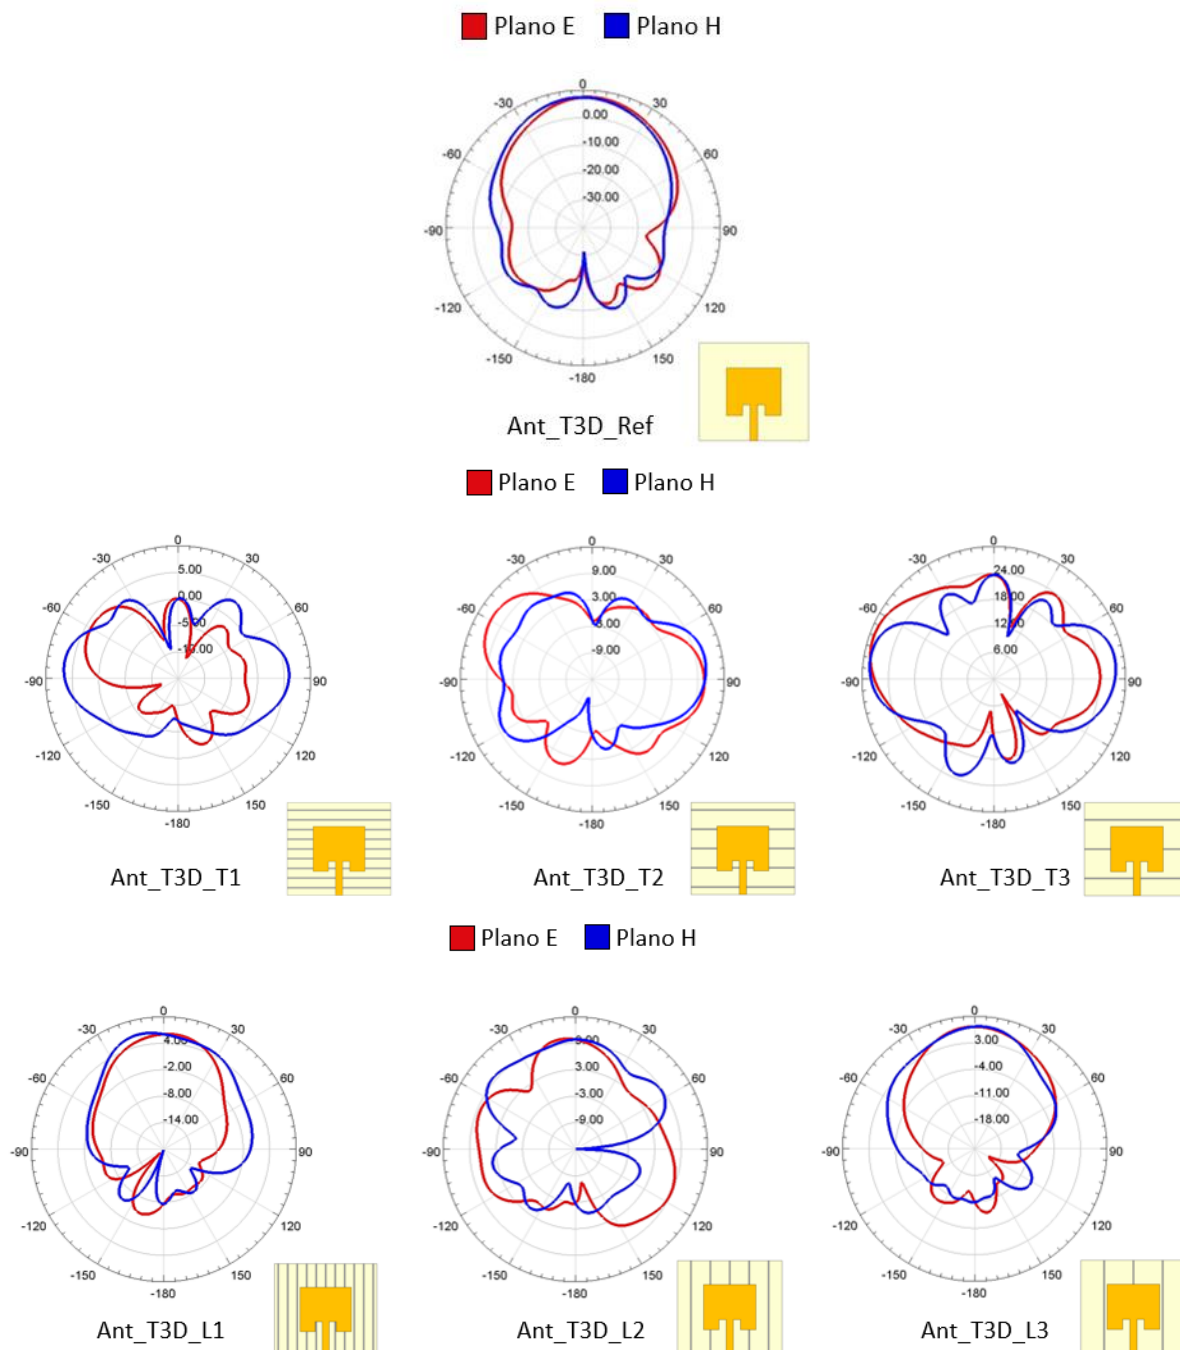 Plano E Plano H
0
-30 30
0.00
-10.00
-60 60
-20.00
-30.00
-90 90
-120 120
-150 150
-180
Ant_T3D_Ref
Plano E Plano H
0 0 0
-30 30 -30 30 -30 30
5.00 9.00 24.00
0.00 3.00 18.00
-60 60 -60 60 -60 60
-5.00 12.00
-10.00 -9.00 6.00
-90 90 -90 90 -90 90
-120 120 -120 120 -120 120
-150 150 -150 150 -150 150
-180 -180 -180
Ant_T3D_T1 Ant_T3D_T2 Ant_T3D_T3
Plano E Plano H
0 0 0
-30 30 -30 30 -30 30
4.00 9.00 3.00
-2.00 3.00 -4.00
-60 60 -60 60 -60 60
-8.00 -3.00 -11.00
-14.00 -9.00 -18.00
-90 90 -90 90 -90 90
-120 120 -120 120 -120 120
-150 150 -150 150 -150 150
-180 -180 -180
Ant_T3D_L1 Ant_T3D_L2 Ant_T3D_L3